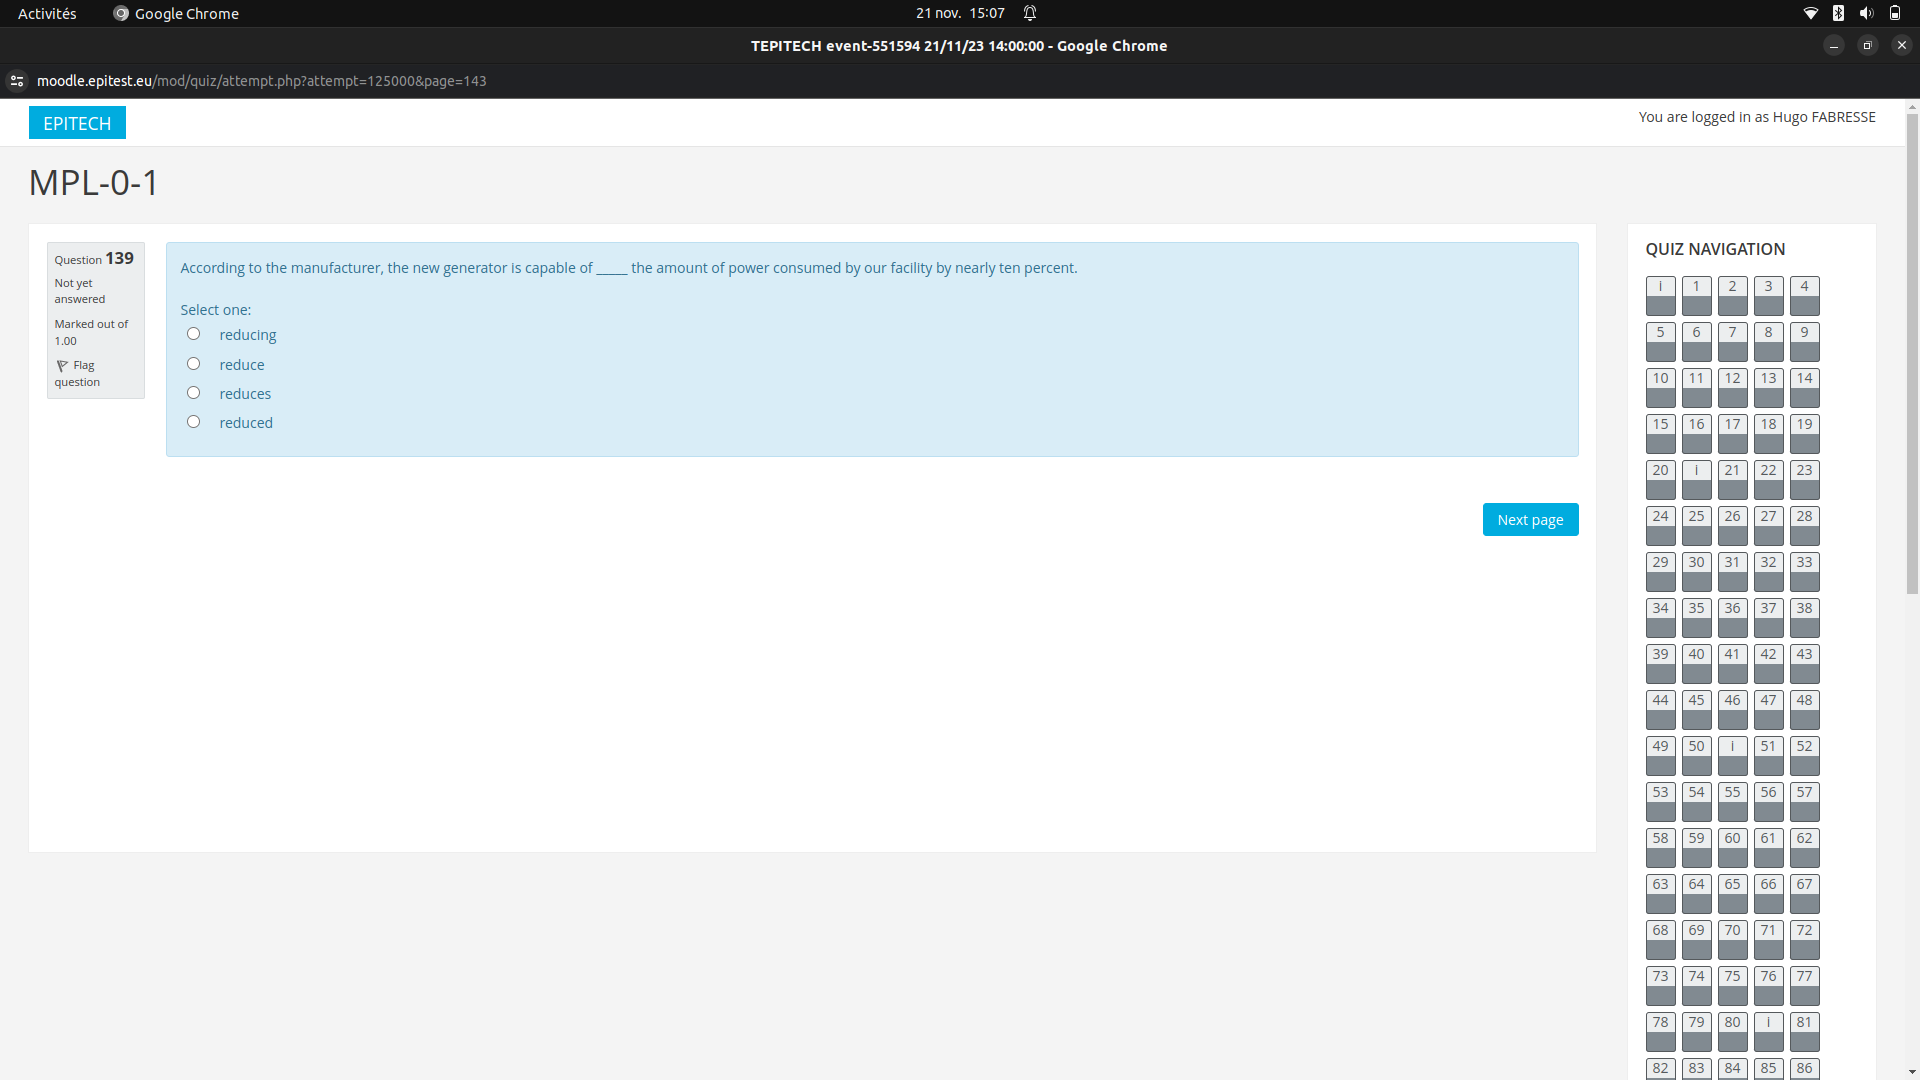 Activités
Google Chrome
21 nov. 15:07
TEPITECH event-551594 21/11/23 14:00:00 - Google Chrome
moodle.epitest.eu/mod/quiz/attempt.php?attempt=125000&page=143
EPITECH
You are logged in as Hugo FABRESSE
MPL-0-1
Question 139
Not yet
answered
Marked out of
1.00
Flag
question
According to the manufacturer, the new generator is capable of _____ the amount of power consumed by our facility by nearly ten percent.
Select one:
reducing
reduce
reduces
reduced
Next page
QUIZ NAVIGATION
i 1 2 3 4
5 6 7 8 9
10 11 12 13 14
15 16 17 18 19
20 i 21 22 23
24 25 26 27 28
29 30 31 32 33
34 35 36 37 38
39 40 41 42 43
44 45 46 47 48
49 50 i 51 52
53 54 55 56 57
58 59 60 61 62
63 64 65 66 67
68 69 70 71 72
73 74 75 76 77
78 79 80 i 81
82 83 84 85 86